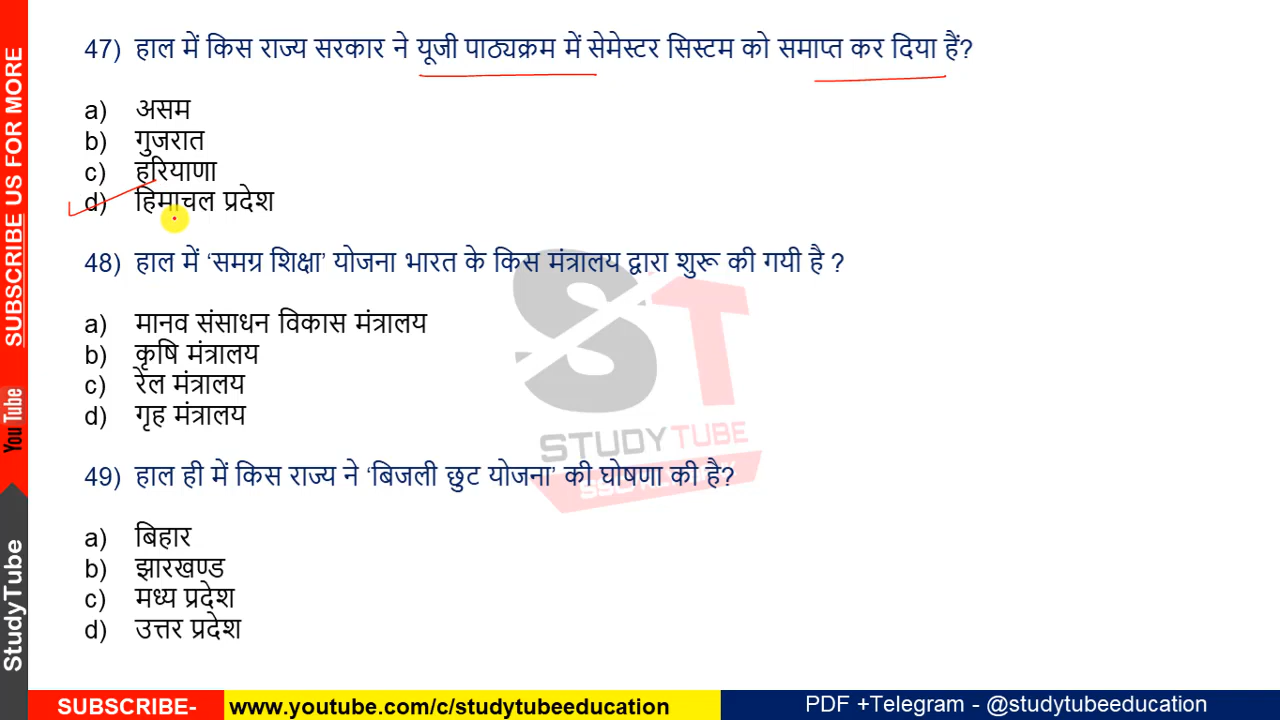 47) हाल में किस राज्य सरकार ने यूजी पाठ्यक्रम में सेमेस्टर सिस्टम को समाप्त कर दिया हैं?
a) असम
b) गुजरात
c) हरियाणा
d) हिमाचल प्रदेश
48) हाल में ‘समग्र शिक्षा’ योजना भारत के किस मंत्रालय द्वारा शुरू की गयी है ?
a) मानव संसाधन विकास मंत्रालय
b) कृषि मंत्रालय
c) रेल मंत्रालय
d) गृह मंत्रालय
49) हाल ही में किस राज्य ने ‘बिजली छुट योजना’ की घोषणा की है?
a) बिहार
b) झारखण्ड
c) मध्य प्रदेश
d) उत्तर प्रदेश
ST
STUDYTUBE
SUBSCRIBE US FOR MORE
You Tube
StudyTube
SUBSCRIBE- www.youtube.com/c/studytubeeducation PDF +Telegram - @studytubeeducation